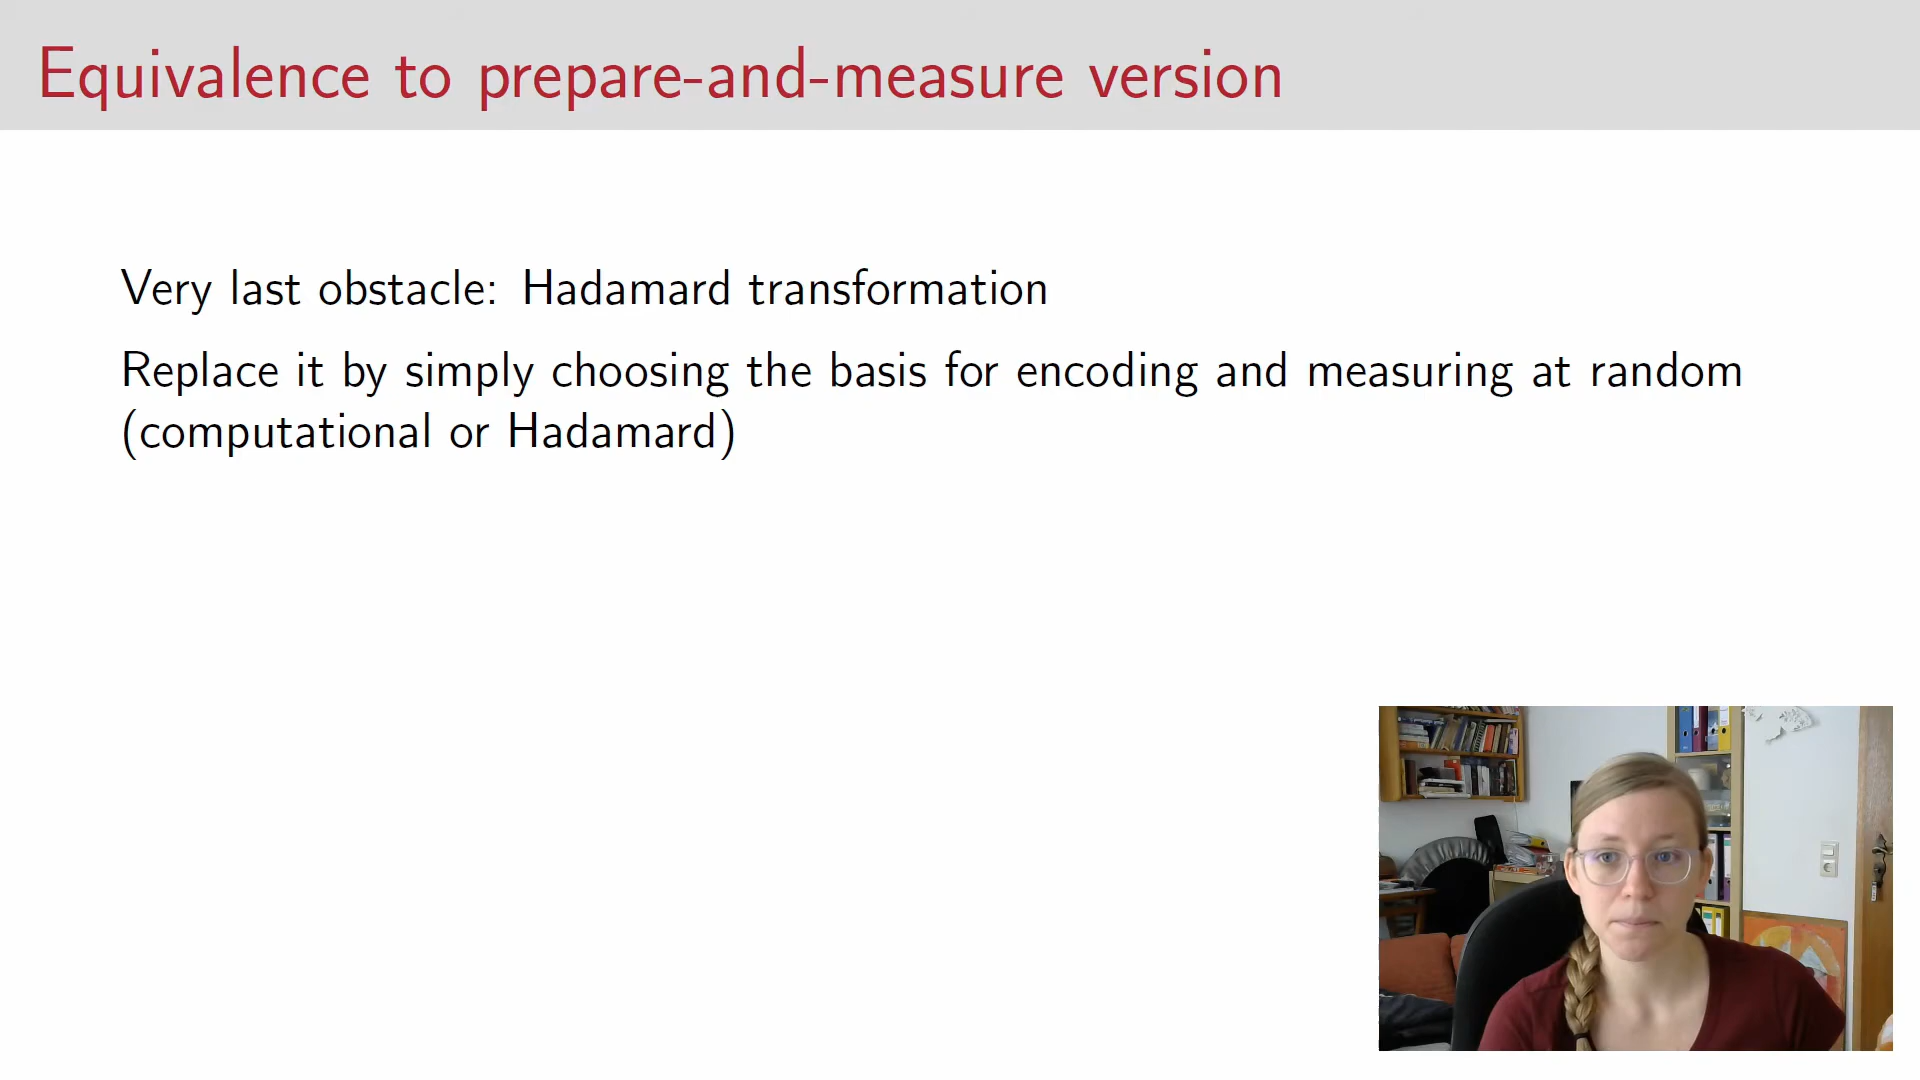 Equivalence to prepare-and-measure version
Very last obstacle: Hadamard transformation
Replace it by simply choosing the basis for encoding and measuring at random
(computational or Hadamard)